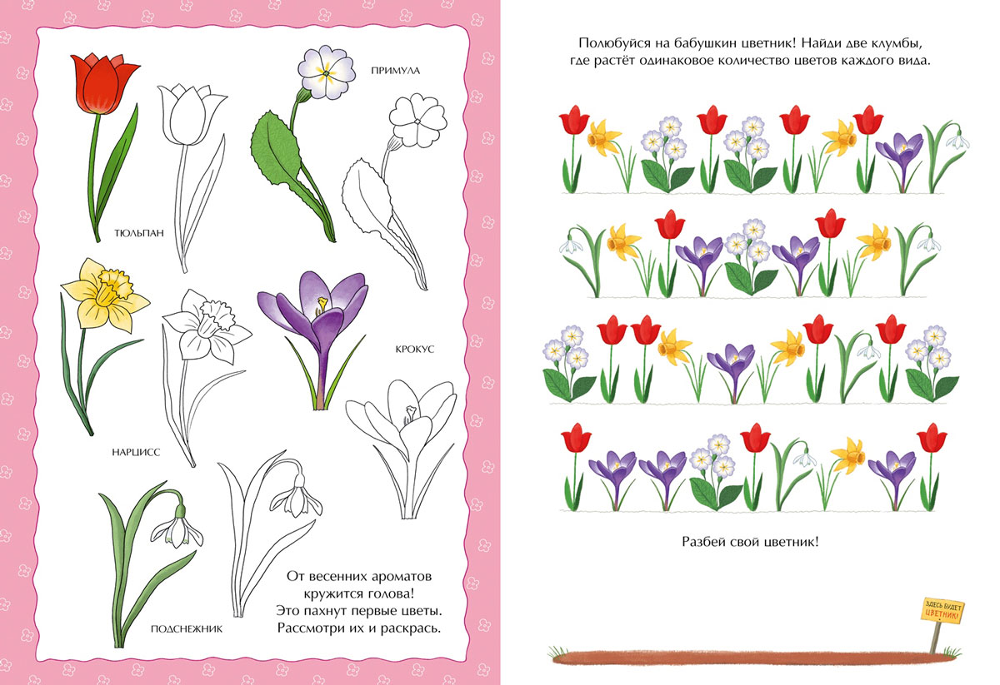 ПРИМУЛА
ТЮЛЬПАН
КРОКУС
НАРЦИСС
ПОДСНЕЖНИК
От весенних ароматов
кружится голова!
Это пахнут первые цветы.
Рассмотри их и раскрась.
Полюбуйся на бабушкин цветник! Найди две клумбы,
где растёт одинаковое количество цветов каждого вида.
Разбей свой цветник!
ЗДЕСЬ БУДЕТ
ЦВЕТНИК!